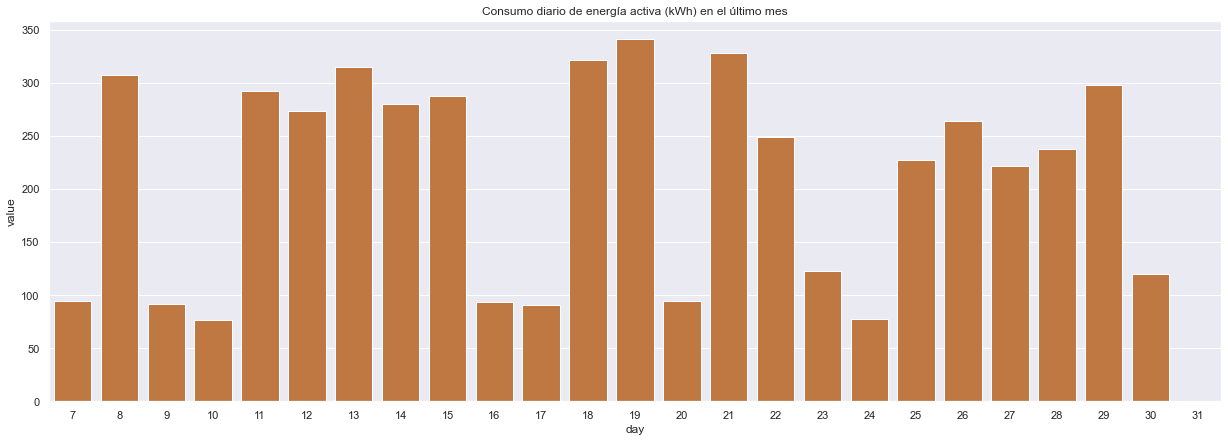 Consumo diario de energía activa (kWh) en el último mes
value
350
300
250
200
150
100
50
0
7 8 9 10 11 12 13 14 15 16 17 18 19 20 21 22 23 24 25 26 27 28 29 30 31
day